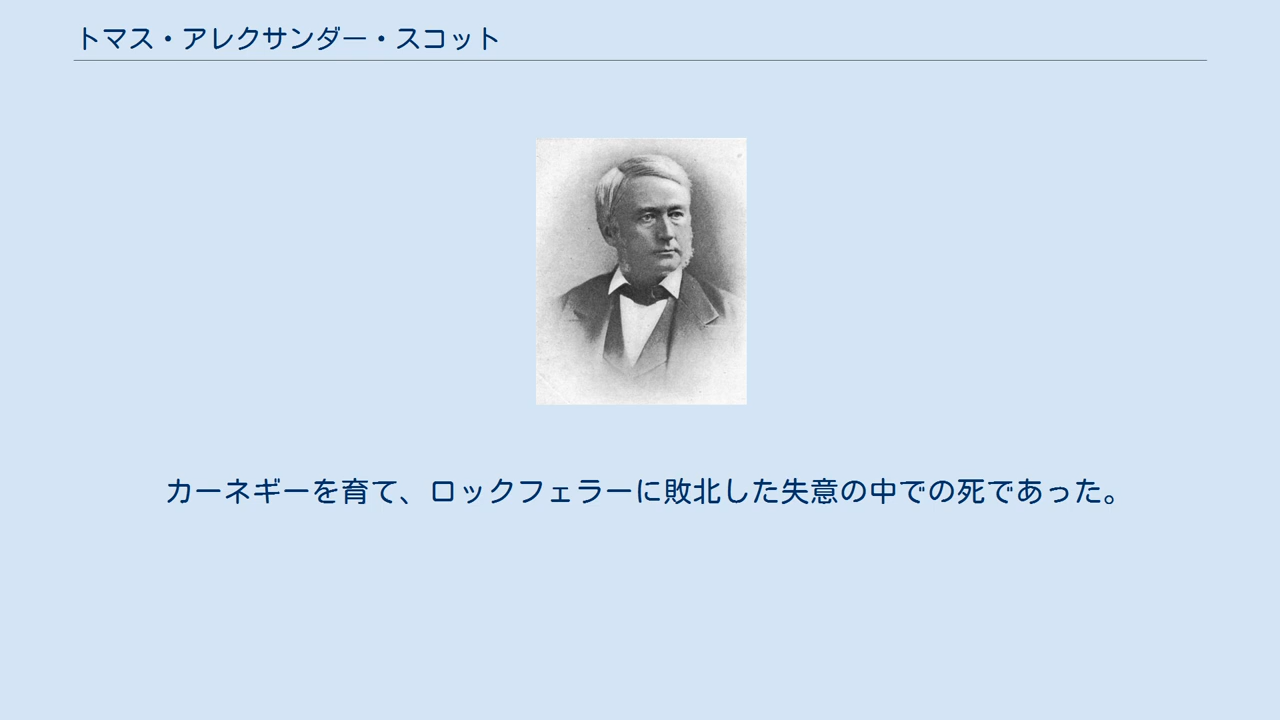 トマス・アレクサンダー・スコット
カーネギーを育て、ロックフェラーに敗北した失意の中での死であった。